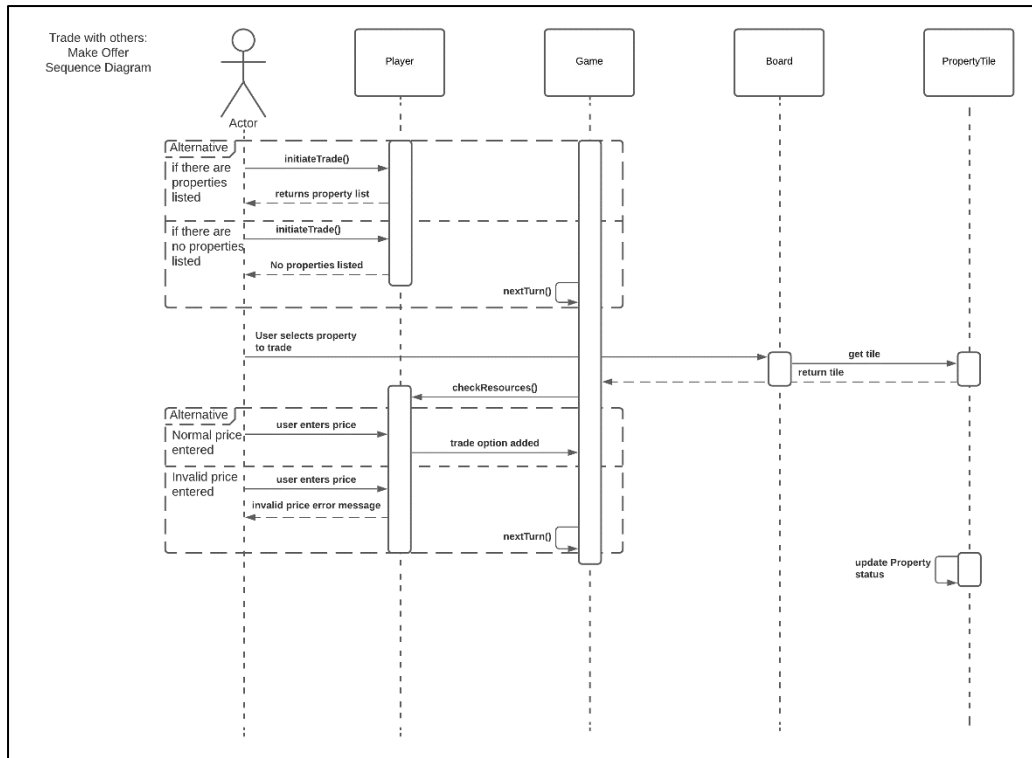 Trade with others:
Make Offer
Sequence Diagram
Player
Game
Board
PropertyTile
Actor
Alternative
if there are
properties
listed
initiateTrade()
returns property list
if there are
no properties
listed
initiateTrade()
No properties listed
nextTurn()
User selects property
to trade
get tile
return tile
checkResources()
Alternative
Normal price
entered
user enters price
trade option added
Invalid price
entered
user enters price
invalid price error message
nextTurn()
update Property
status